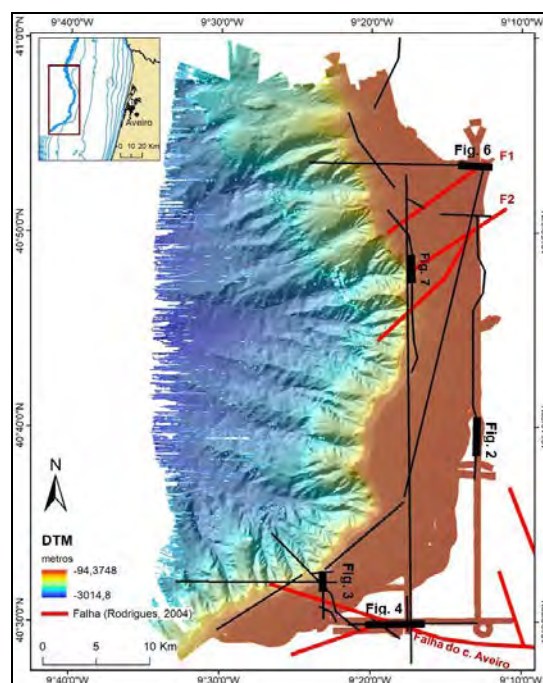 9°40'0"W 9°30'0"W 9°20'0"W 9°10'0"W
41°0'0"N
Aveiro
0 10 20 Km
Fig. 6
F1
F2
40°50'0"N
Fig. 7
40°40'0"N
Fig. 2
N
DTM
metros
-94,3748
-3014,8
Falha (Rodrigues, 2004)
Fig. 3
Fig. 4
40°30'0"N
Falha do c. Aveiro
0 5 10 Km
9°40'0"W 9°30'0"W 9°20'0"W 9°10'0"W